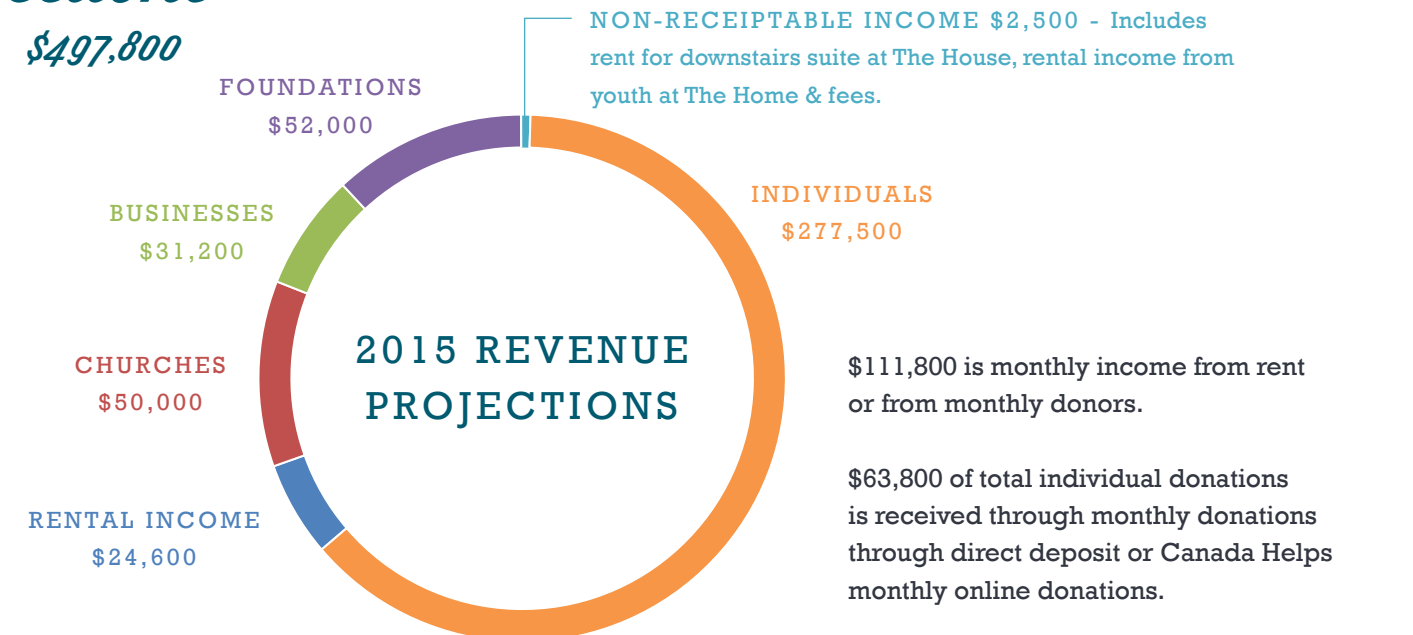 $497,800
NON-RECEIPTABLE INCOME $2,500 - Includes
rent for downstairs suite at The House, rental income from
youth at The Home & fees.
FOUNDATIONS
$52,000
INDIVIDUALS
$277,500
BUSINESSES
$31,200
2015 REVENUE
PROJECTIONS
CHURCHES
$50,000
RENTAL INCOME
$24,600
$111,800 is monthly income from rent
or from monthly donors.
$63,800 of total individual donations
is received through monthly donations
through direct deposit or Canada Helps
monthly online donations.